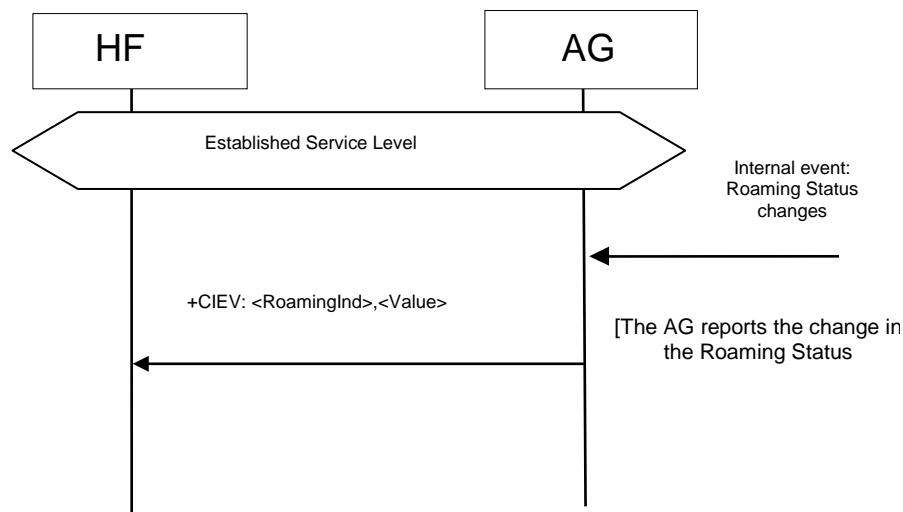 HF
AG
Established Service Level
Internal event:
Roaming Status
changes
+CIEV: <RoamingInd>,<Value>
[The AG reports the change in
the Roaming Status